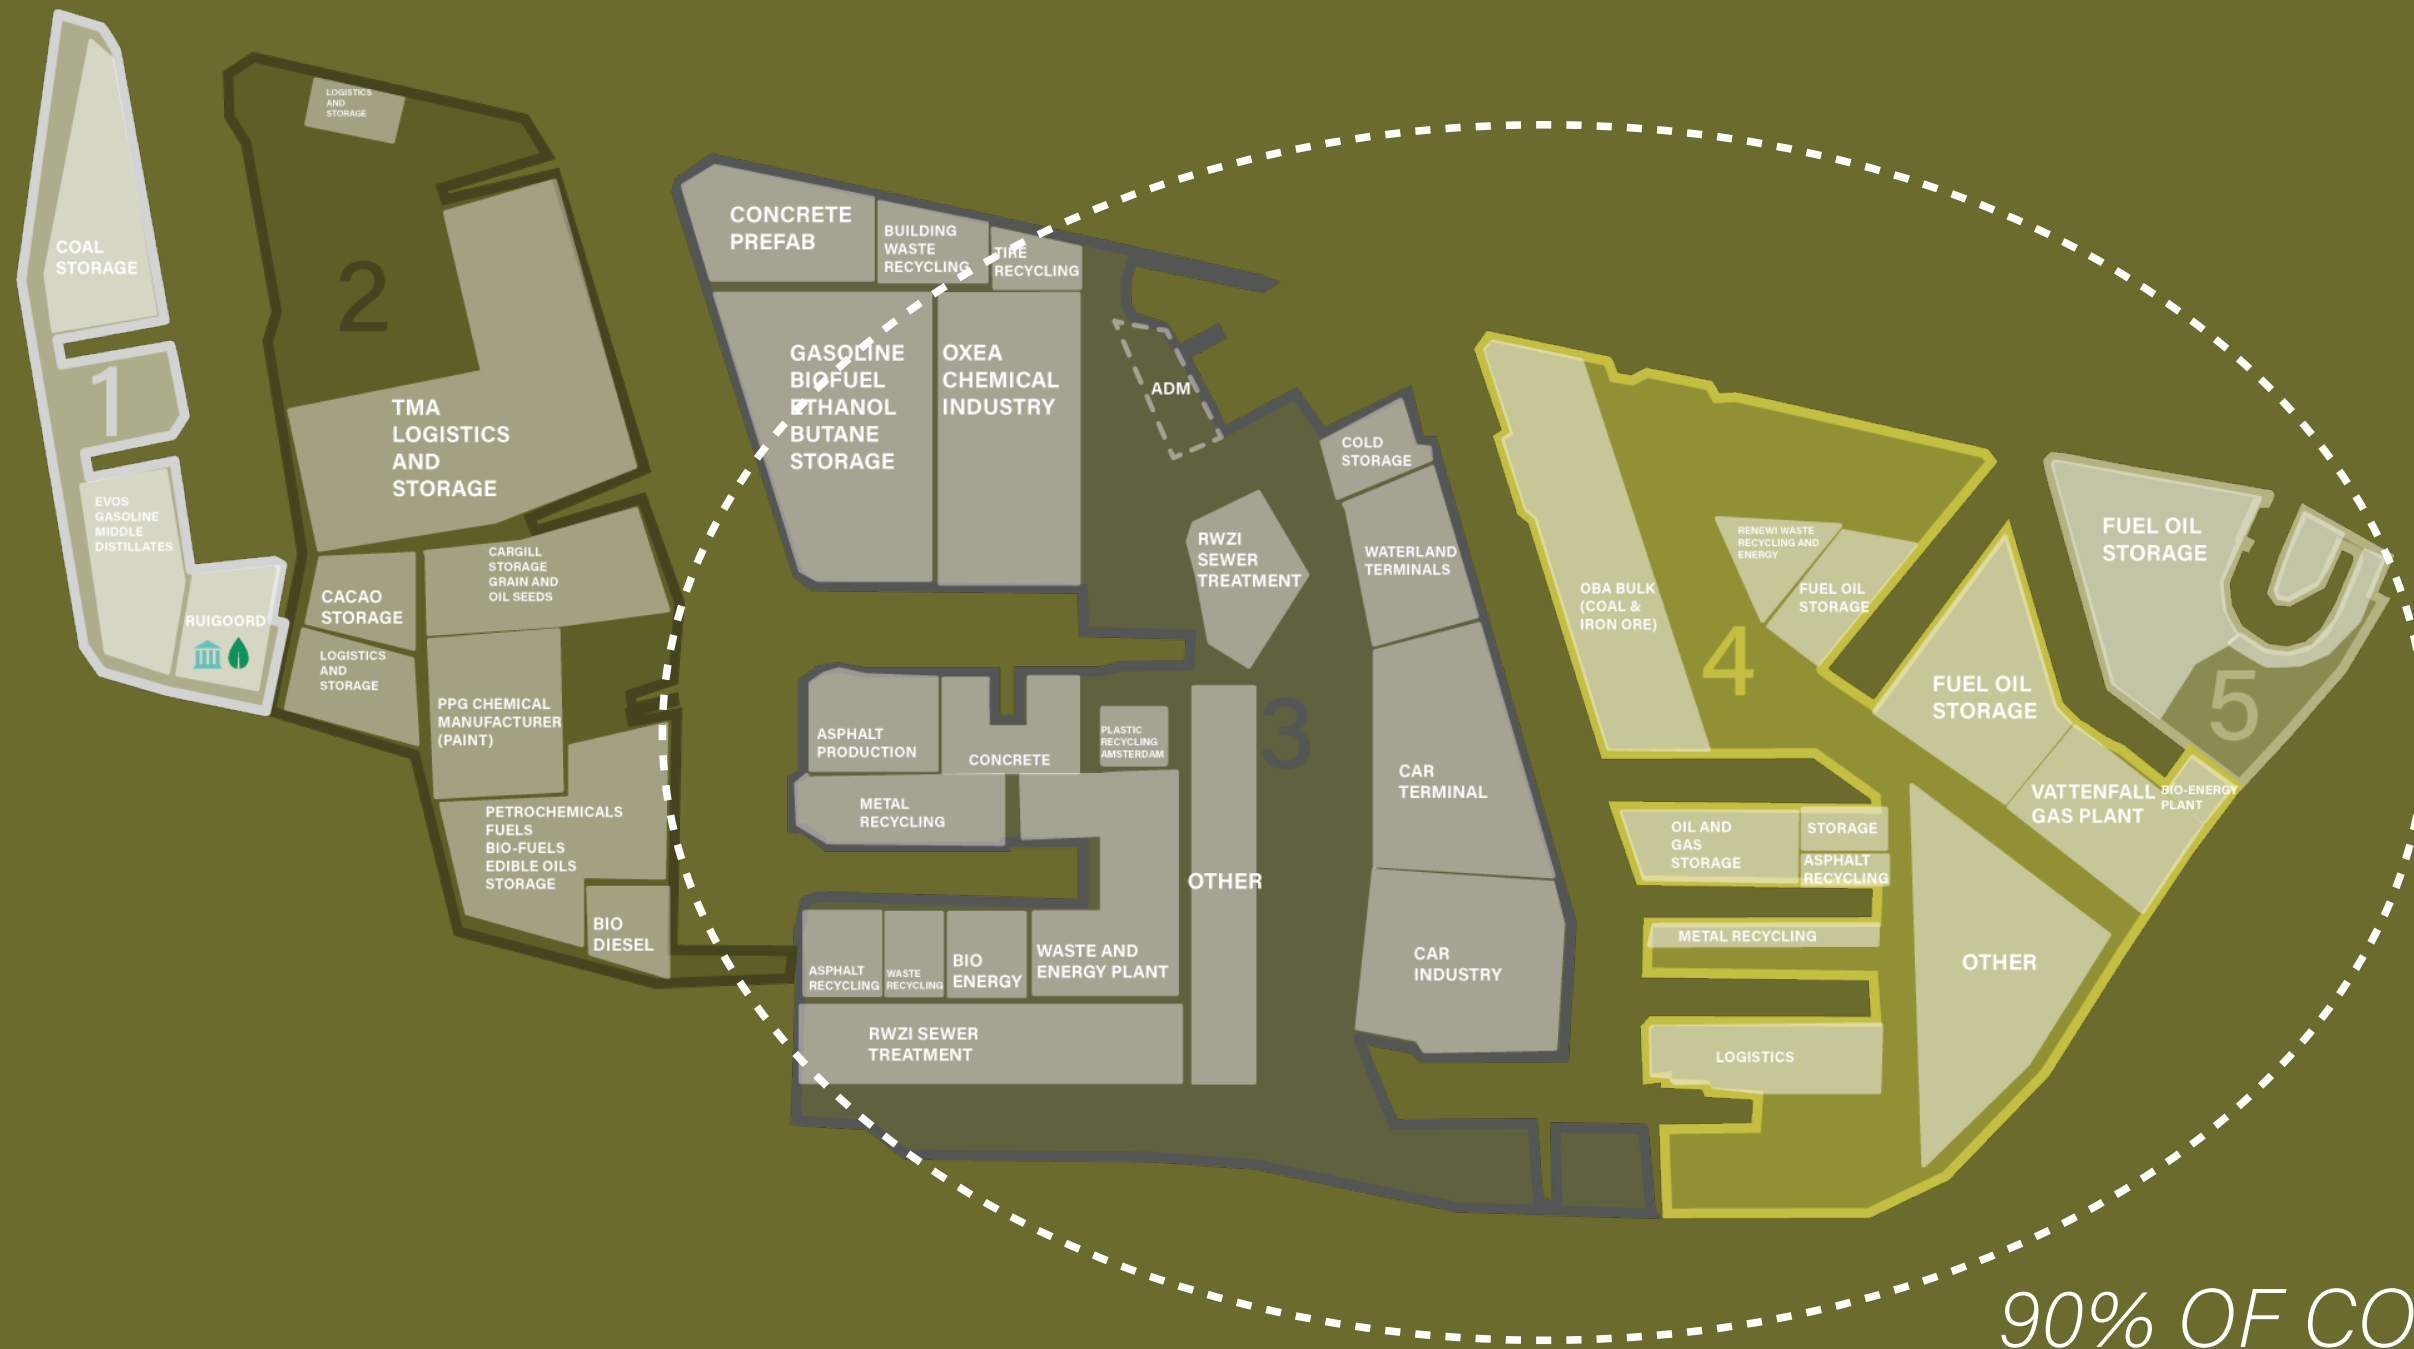 COAL
STORAGE
1
EVOS
GASOLINE
MIDDLE
DISTILLATES
RUIGOORD
LOGISTICS
AND
STORAGE
2
TMA
LOGISTICS
AND
STORAGE
CARGILL
STORAGE
GRAIN AND
OIL SEEDS
CACAO
STORAGE
LOGISTICS
AND
STORAGE
PPG CHEMICAL
MANUFACTURER
(PAINT)
PETROCHEMICALS
FUELS
BIO-FUELS
EDIBLE OILS
STORAGE
BIO
DIESEL
CONCRETE
PREFAB
BUILDING
WASTE
RECYCLING
TIRE
RECYCLING
GASOLINE
BIOFUEL
ETHANOL
BUTANE
STORAGE
OXEA
CHEMICAL
INDUSTRY
ADM
COLD
STORAGE
RWZI
SEWER
TREATMENT
WATERLAND
TERMINALS
ASPHALT
PRODUCTION
CONCRETE
PLASTIC
RECYCLING
AMSTERDAM
3
METAL
RECYCLING
CAR
TERMINAL
OTHER
ASPHALT
RECYCLING
WASTE
RECYCLING
BIO
ENERGY
WASTE AND
ENERGY PLANT
CAR
INDUSTRY
RWZI SEWER
TREATMENT
OBA BULK
(COAL &
IRON ORE)
RENEWI WASTE
RECYCLING AND
ENERGY
FUEL OIL
STORAGE
4
FUEL OIL
STORAGE
VATTENFALL
GAS PLANT
BIO-ENERGY
PLANT
OIL AND
GAS
STORAGE
STORAGE
ASPHALT
RECYCLING
METAL RECYCLING
OTHER
LOGISTICS
FUEL OIL
STORAGE
5
90% OF CO